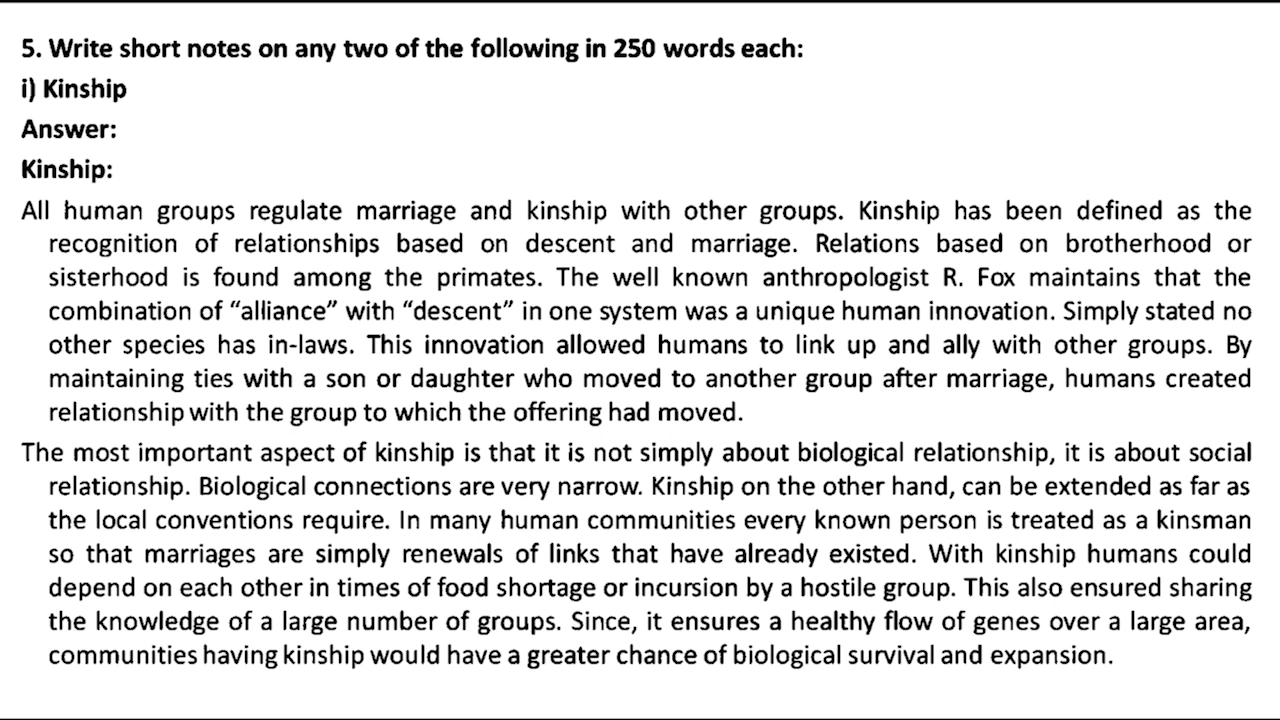 5. Write short notes on any two of the following in 250 words each:
i) Kinship
Answer:
Kinship:
All human groups regulate marriage and kinship with other groups. Kinship has been defined as the
recognition of relationships based on descent and marriage. Relations based on brotherhood or
sisterhood is found among the primates. The well known anthropologist R. Fox maintains that the
combination of “alliance” with “descent” in one system was a unique human innovation. Simply stated no
other species has in-laws. This innovation allowed humans to link up and ally with other groups. By
maintaining ties with a son or daughter who moved to another group after marriage, humans created
relationship with the group to which the offering had moved.
The most important aspect of kinship is that it is not simply about biological relationship, it is about social
relationship. Biological connections are very narrow. Kinship on the other hand, can be extended as far as
the local conventions require. In many human communities every known person is treated as a kinsman
so that marriages are simply renewals of links that have already existed. With kinship humans could
depend on each other in times of food shortage or incursion by a hostile group. This also ensured sharing
the knowledge of a large number of groups. Since, it ensures a healthy flow of genes over a large area,
communities having kinship would have a greater chance of biological survival and expansion.